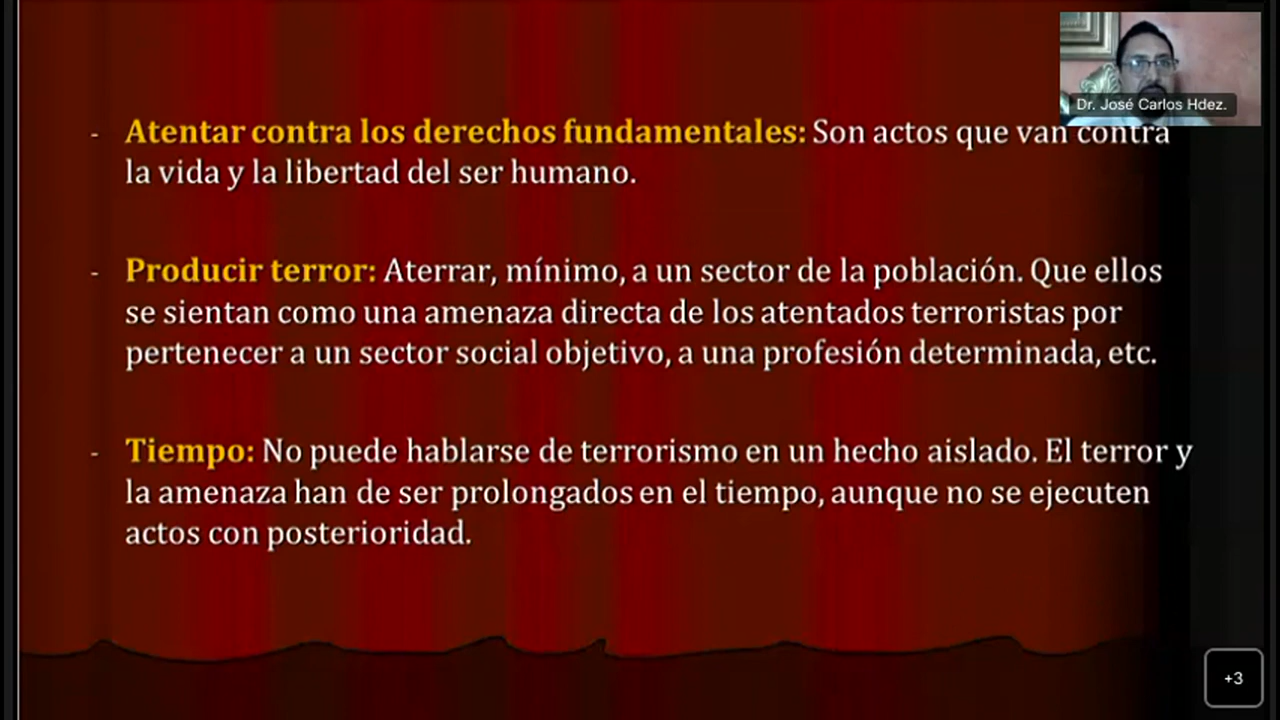 Dr. José Carlos Hdez.
- Atentar contra los derechos fundamentales: Son actos que van contra
la vida y la libertad del ser humano.
- Producir terror: Aterrar, mínimo, a un sector de la población. Que ellos
se sientan como una amenaza directa de los atentados terroristas por
pertenecer a un sector social objetivo, a una profesión determinada, etc.
- Tiempo: No puede hablarse de terrorismo en un hecho aislado. El terror y
la amenaza han de ser prolongados en el tiempo, aunque no se ejecuten
actos con posterioridad.
+3